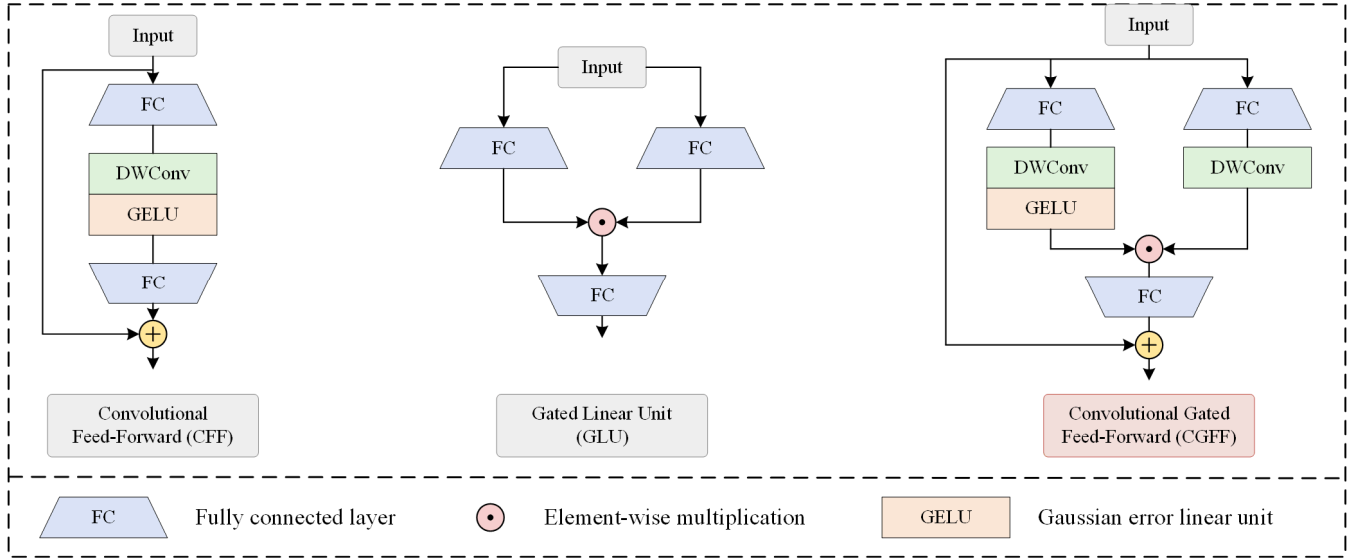 Input
FC
DWConv
GELU
FC
Convolutional
Feed-Forward (CFF)
Input
FC
FC
FC
Gated Linear Unit
(GLU)
Input
FC
FC
DWConv
DWConv
GELU
FC
Convolutional Gated
Feed-Forward (CGFF)
FC
Fully connected layer
Element-wise multiplication
GELU
Gaussian error linear unit